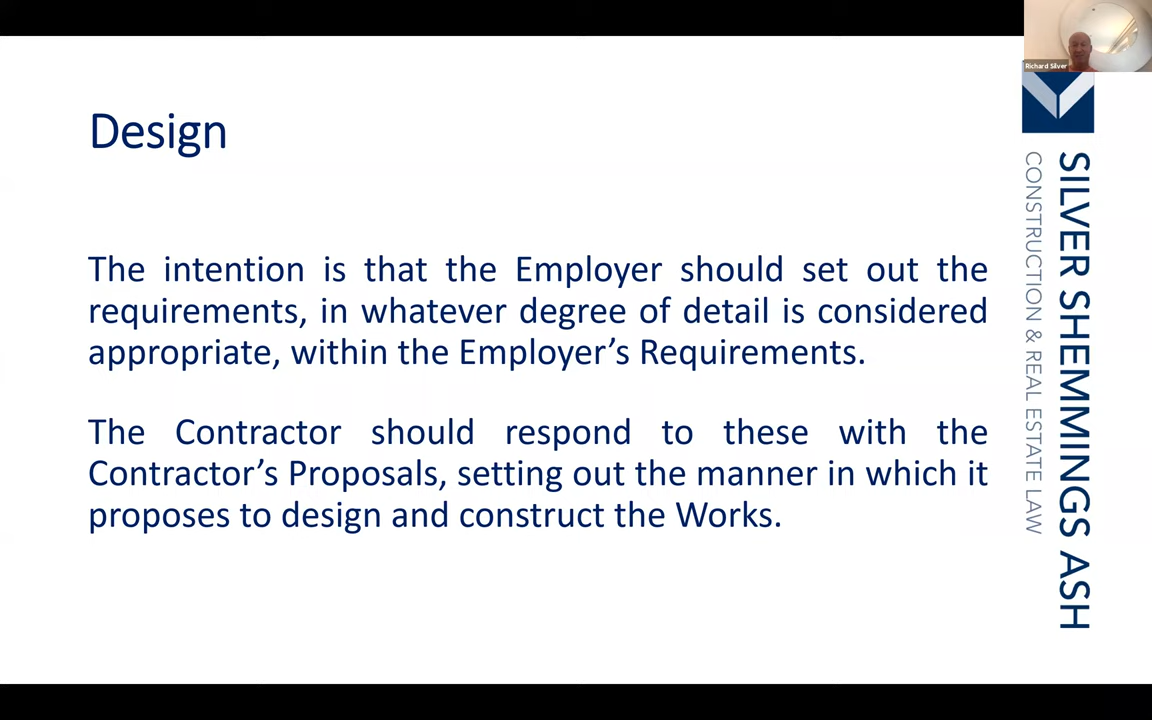 Richard Silver
Design
The intention is that the Employer should set out the
requirements, in whatever degree of detail is considered
appropriate, within the Employer’s Requirements.
The Contractor should respond to these with the
Contractor’s Proposals, setting out the manner in which it
proposes to design and construct the Works.
SILVER SHEMMINGS ASH
CONSTRUCTION & REAL ESTATE LAW